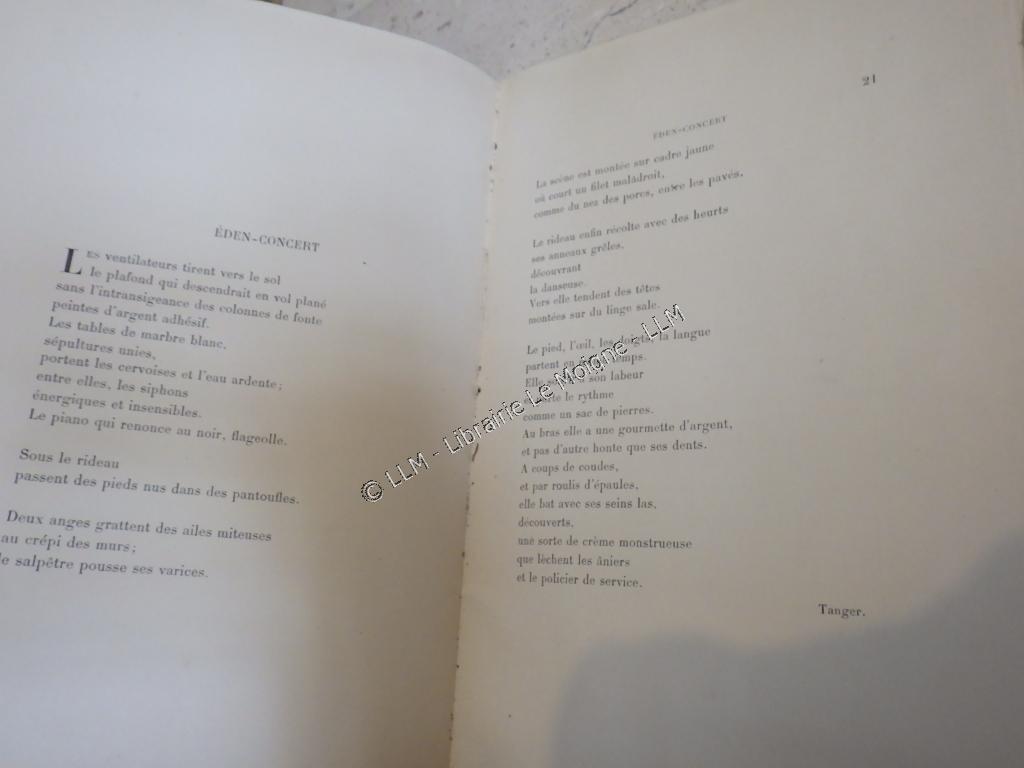 ÉDEN-CONCERT
LES ventilateurs tirent vers le sol
le plafond qui descendrait en vol plané
sans l'intransigeance des colonnes de fonte
peintes d'argent adhésif.
Les tables de marbre blanc,
sépultures unies,
portent les cervoises et l'eau ardente ;
entre elles, les siphons
énergiques et insensibles.
Le piano qui renonce au noir, flageolle.
Sous le rideau
passent des pieds nus dans des pantoufles.
Deux anges grattent des ailes miteuses
au crépi des murs ;
le salpêtre pousse ses varices.
21
ÉDEN-CONCERT
La scène est montée sur cadre jaune
où court un filet maladroit,
comme du nez des porcs, entre les pavés.
Le rideau enfin récolte avec des heurts
ses anneaux grêles,
découvrant
la danseuse.
Vers elle tendent des têtes
montées sur du linge sale.
Le pied, l'œil, les doigts, la langue
partent en temps.
Elle son labeur
le rythme
comme un sac de pierres.
Au bras elle a une gourmette d'argent,
et pas d'autre honte que ses dents.
A coups de coudes,
et par roulis d'épaules,
elle bat avec ses seins las,
découverts,
une sorte de crème monstrueuse
que lèchent les âniers
et le policier de service.
Tanger.
© LLM - Librairie Le Moigne - LLM